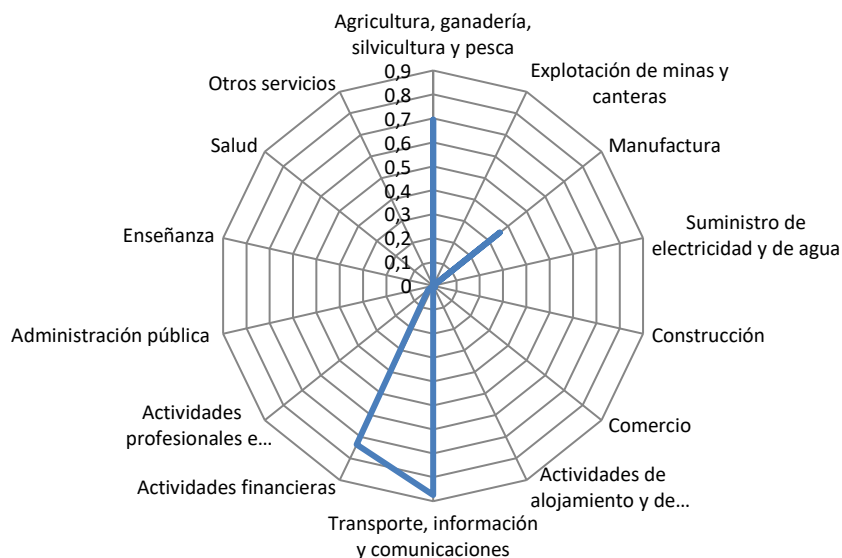 Agricultura, ganadería,
silvicultura y pesca
Explotación de minas y
canteras
Manufactura
Suministro de
electricidad y de agua
Construcción
Comercio
Actividades de
alojamiento y de...
Transporte, información
y comunicaciones
Actividades financieras
Actividades
profesionales e...
Administración pública
Enseñanza
Salud
Otros servicios
0,9
0,8
0,7
0,6
0,5
0,4
0,3
0,2
0,1
0